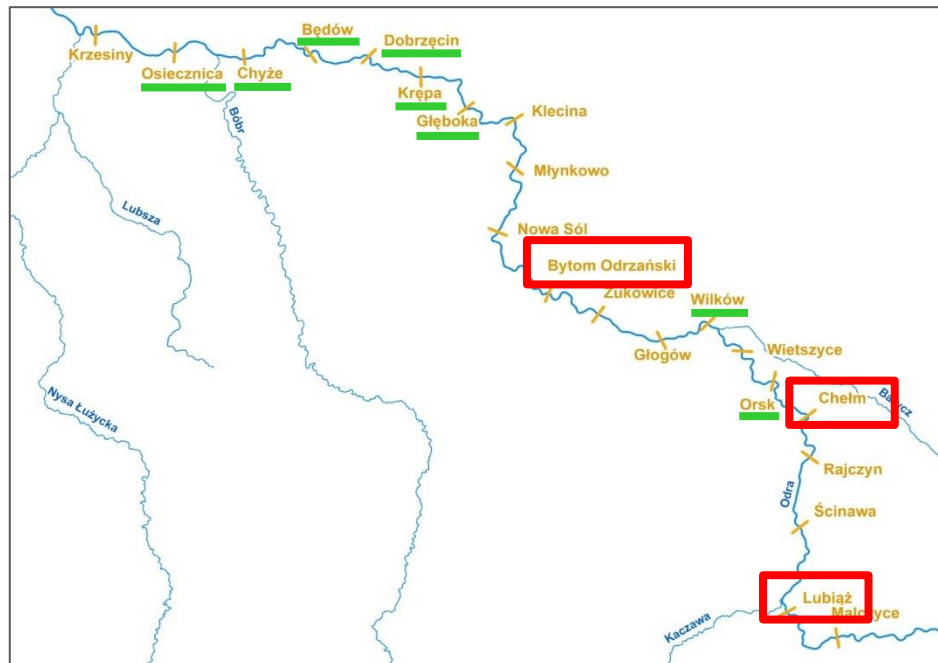 Będów
Dobrzęcin
Krzesiny
Osiecznica
Chyże
Krępa
Głęboka
Klecina
Bóbr
Młynkowo
Lubsza
Nowa Sól
Bytom Odrzański
Żukowice
Wilków
Głogów
Wietszyce
Nysa Łużycka
Orsk
Chełm
Barycz
Rajczyn
Odra
Ścinawa
Lubiąż
Malczyce
Kaczawa